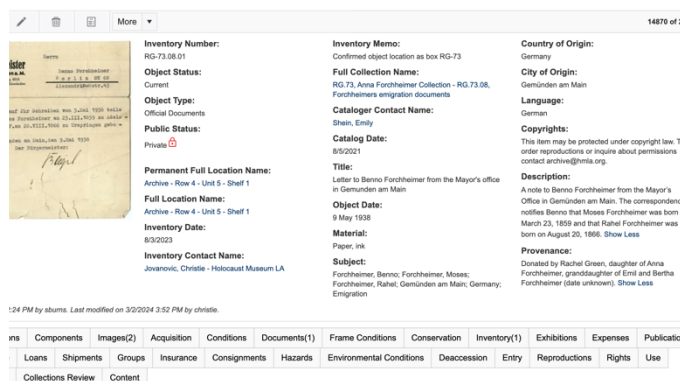 More ▼
14870 of
eister
t a. M.
Herrn
Benno Forchheimer
B e r l i n
5.Mai 1938
Der Bürgermeister:
Inventory Number:
RG-73.08.01
Object Status:
Current
Object Type:
Official Documents
Public Status:
Private
Permanent Full Location Name:
Archive - Row 4 - Unit 5 - Shelf 1
Full Location Name:
Archive - Row 4 - Unit 5 - Shelf 1
Inventory Date:
8/3/2023
Inventory Contact Name:
Jovanovic, Christie - Holocaust Museum LA
Inventory Memo:
Confirmed object location as box RG-73
Full Collection Name:
RG.73, Anna Forchheimer Collection - RG.73.08,
Forchheimers emigration documents
Cataloger Contact Name:
Shein, Emily
Catalog Date:
8/5/2021
Title:
Letter to Benno Forchheimer from the Mayor's office
in Gemunden am Main
Object Date:
9 May 1938
Material:
Paper, ink
Subject:
Forchheimer, Benno; Forchheimer, Moses;
Forchheimer, Rahel; Gemünden am Main; Germany;
Emigration
Country of Origin:
Germany
City of Origin:
Gemünden am Main
Language:
German
Copyrights:
This item may be protected under copyright law. T
order reproductions or inquire about permissions
contact archive@hmla.org.
Description:
A note to Benno Forchheimer from the Mayor's
Office in Gemünden am Main. The correspondenc
notifies Benno that Moses Forchheimer was born
March 23, 1859 and that Rahel Forchheimer was
born on August 20, 1866. Show Less
Provenance:
Donated by Rachel Green, daughter of Anna
Forchheimer, granddaughter of Emil and Bertha
Forchheimer (date unknown). Show Less
:24 PM by sburns. Last modified on 3/2/2024 3:52 PM by christie.
ons Components Images(2) Acquisition Conditions Documents(1) Frame Conditions Conservation Inventory(1) Exhibitions Expenses Publicatio
Loans Shipments Groups Insurance Consignments Hazards Environmental Conditions Deaccession Entry Reproductions Rights Use
Collections Review Content